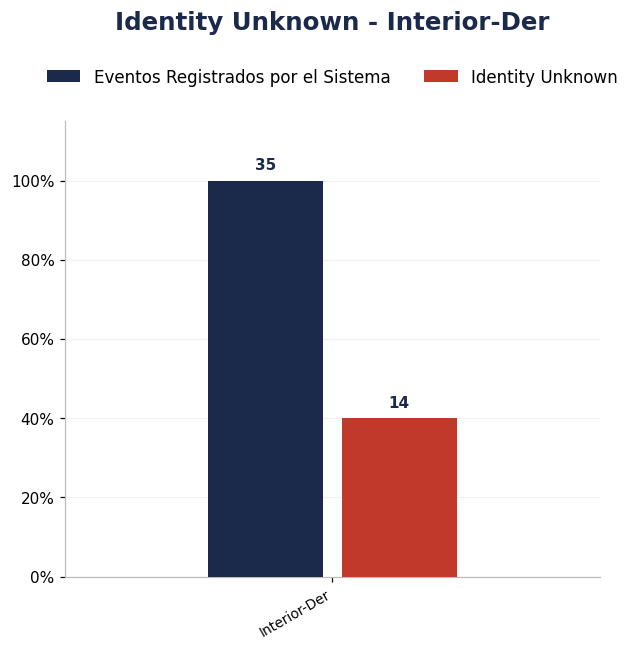 Identity Unknown - Interior-Der
Eventos Registrados por el Sistema
Identity Unknown
35
100%
80%
60%
14
40%
20%
0%
Interior-Der